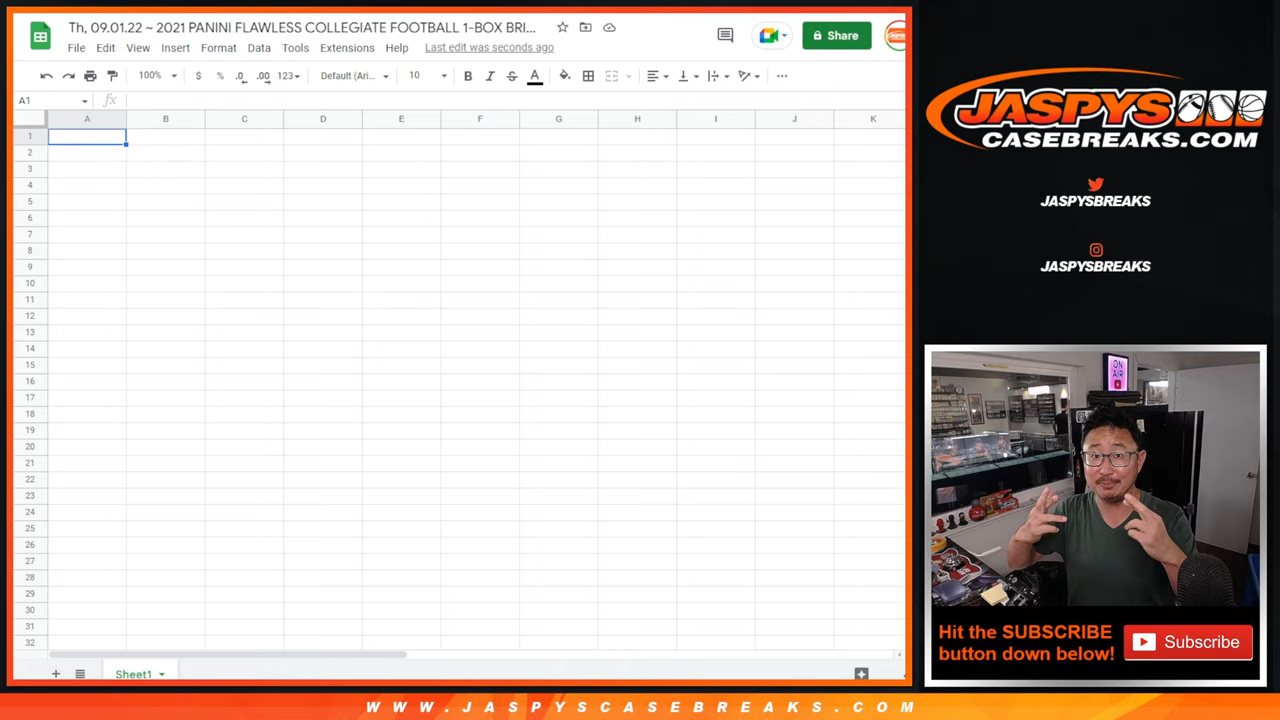 Th, 09.01.22 ~ 2021 PANINI FLAWLESS COLLEGIATE FOOTBALL 1-BOX BRI...
File Edit View Insert Format Data Tools Extensions Help Last edit was seconds ago
Share
100% $ % .0 .00 123 Default (Ari... 10 B I S A
A1 fx
A B C D E F G H I J K
1
2
3
4
5
6
7
8
9
10
11
12
13
14
15
16
17
18
19
20
21
22
23
24
25
26
27
28
29
30
31
32
Sheet1
JASPYS
CASEBREAKS.COM
JASPYSBREAKS
JASPYSBREAKS
ON
AIR
Hit the SUBSCRIBE
button down below!
Subscribe
WWW.JASPYSCASEBREAKS.COM